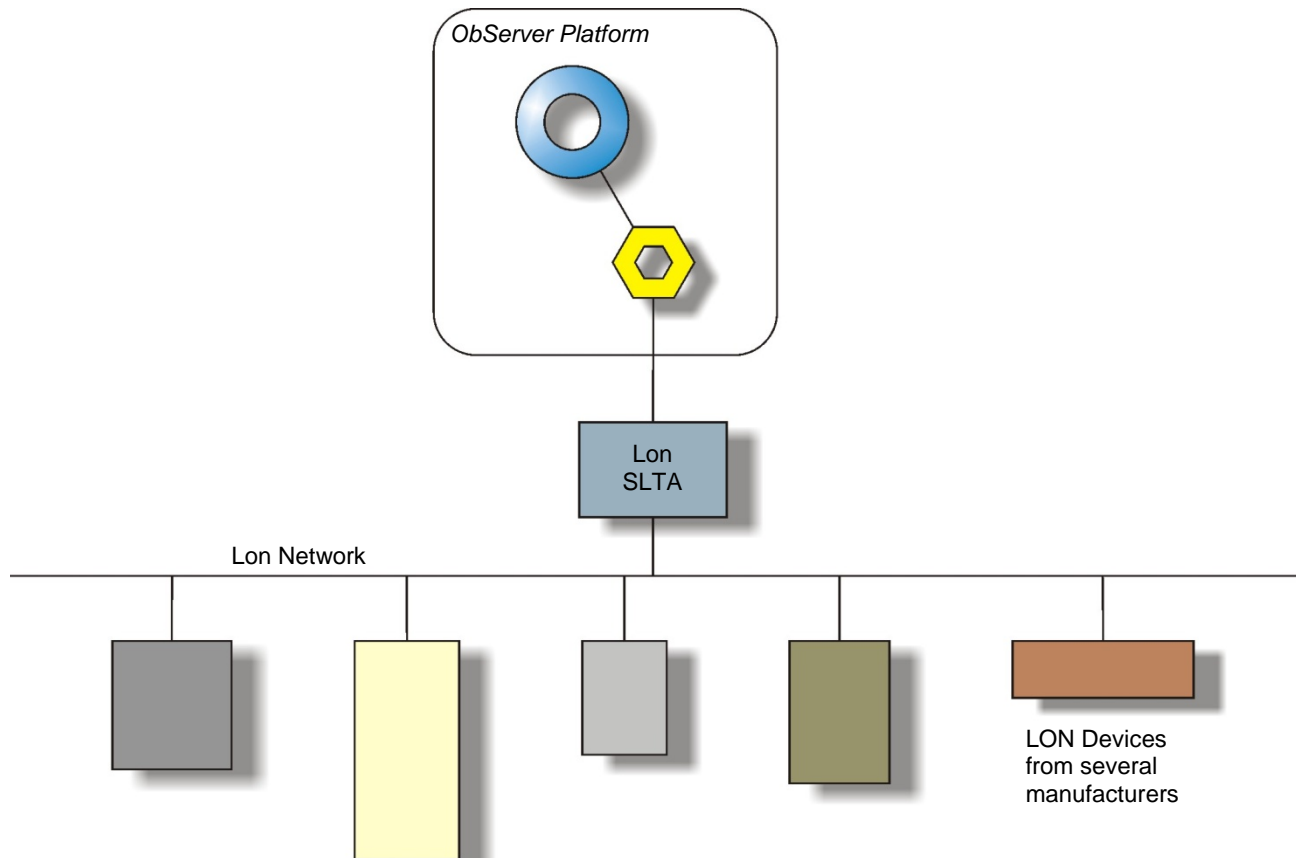 ObServer Platform
Lon
SLTA
Lon Network
LON Devices
from several
manufacturers